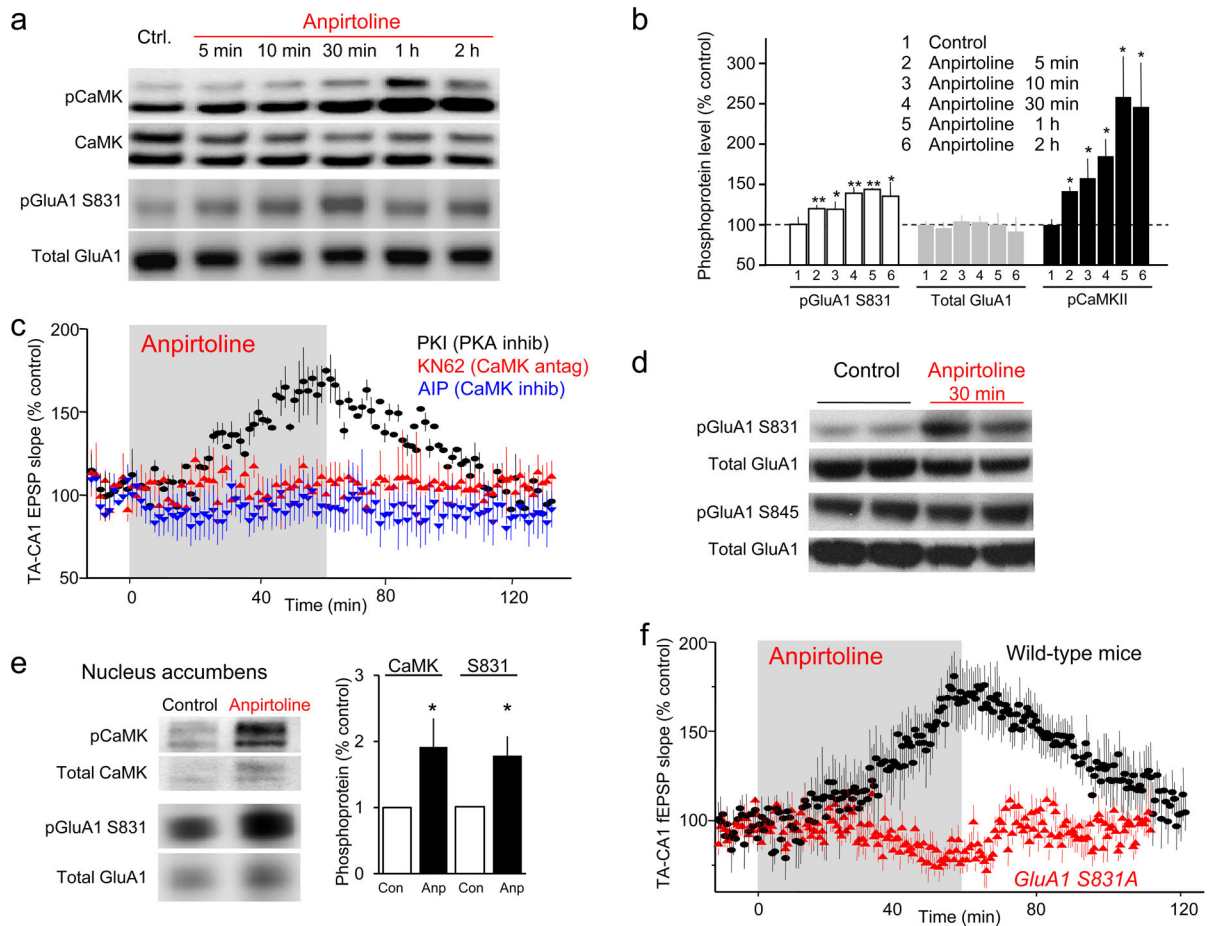 a
Anpirtoline
Ctrl.
5 min 10 min 30 min 1 h 2 h
pCaMK
CaMK
pGluA1 S831
Total GluA1
b
Phosphoprotein level (% control)
300
250
200
150
100
50
1 Control
2 Anpirtoline 5 min
3 Anpirtoline 10 min
4 Anpirtoline 30 min
5 Anpirtoline 1 h
6 Anpirtoline 2 h
** * ** ** *
* * * * *
1 2 3 4 5 6 1 2 3 4 5 6 1 2 3 4 5 6
pGluA1 S831 Total GluA1 pCaMKII
c
TA-CA1 EPSP slope (% control)
200
150
100
50
Anpirtoline
PKI (PKA inhib)
KN62 (CaMK antag)
AIP (CaMK inhib)
0 40 80 120
Time (min)
d
Control Anpirtoline
30 min
pGluA1 S831
Total GluA1
pGluA1 S845
Total GluA1
e
Nucleus accumbens
Control Anpirtoline
pCaMK
Total CaMK
pGluA1 S831
Total GluA1
Phosphoprotein (% control)
CaMK S831
3
2
1
0
* *
Con Anp Con Anp
f
TA-CA1 fEPSP slope (% control)
200
150
100
Anpirtoline
Wild-type mice
GluA1 S831A
0 40 80 120
Time (min)